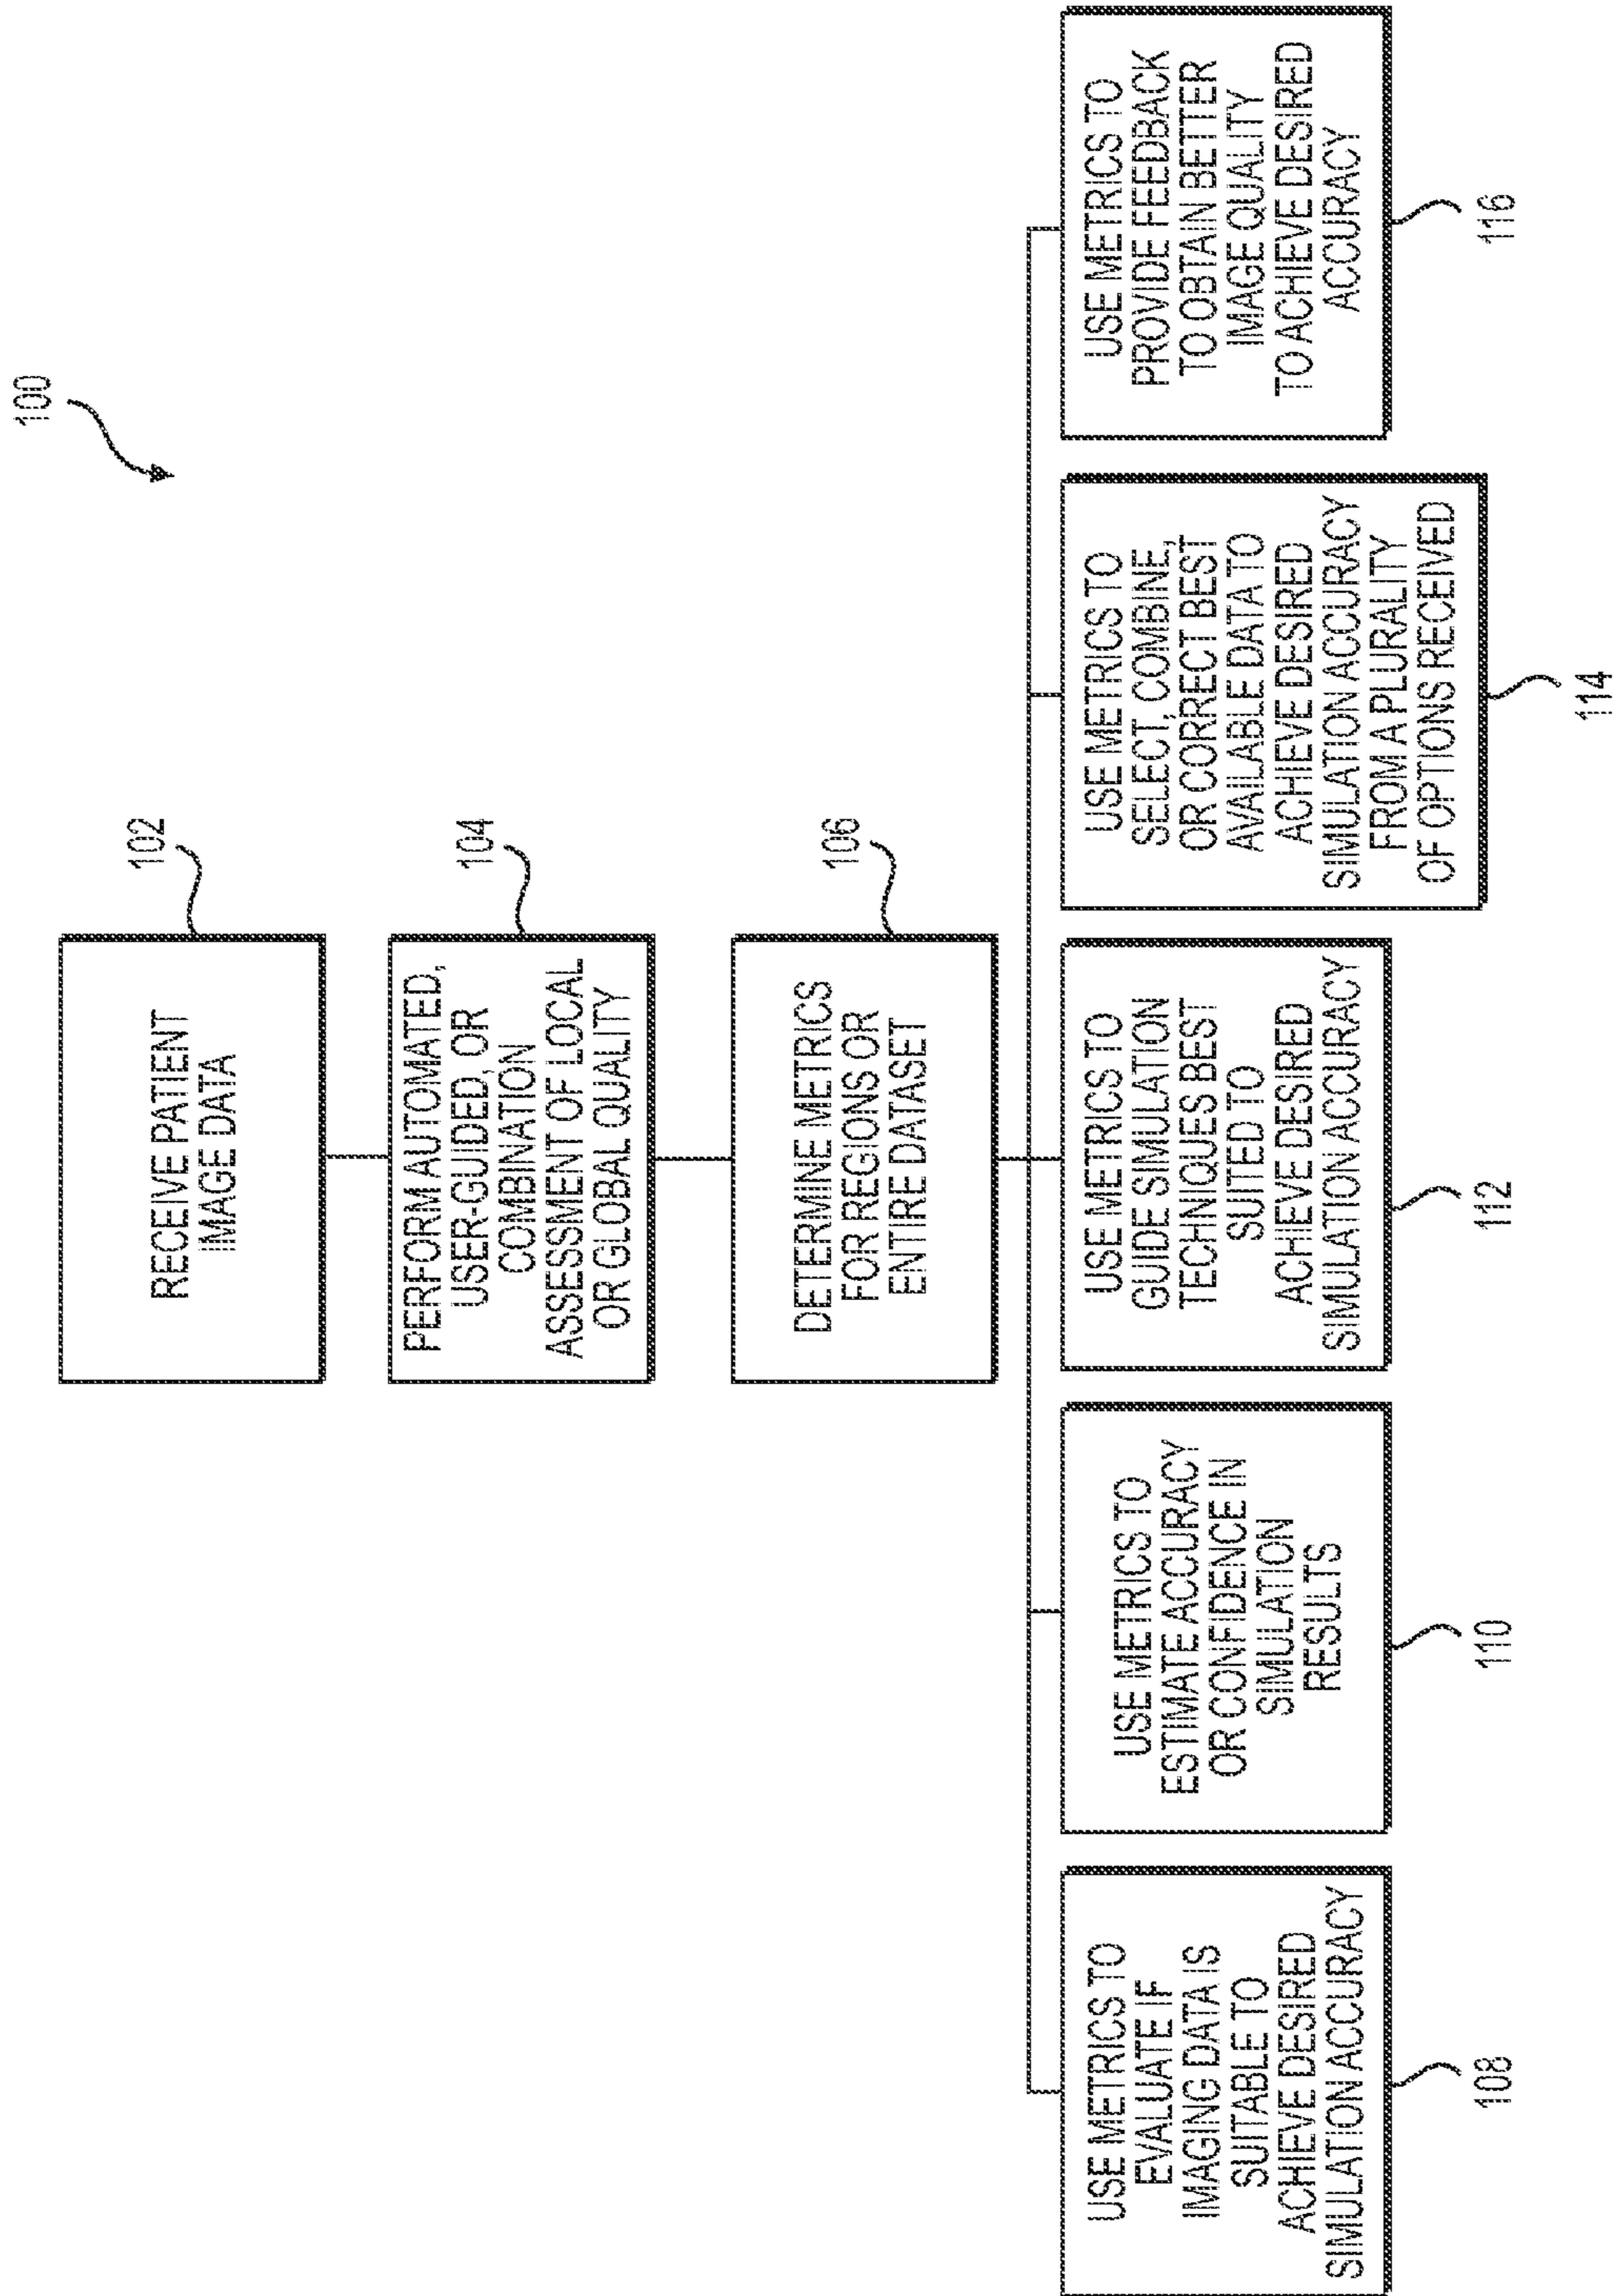 100
RECEIVE PATIENT
IMAGE DATA
102
PERFORM AUTOMATED,
USER-GUIDED, OR
COMBINATION
ASSESSMENT OF LOCAL
OR GLOBAL QUALITY
104
DETERMINE METRICS
FOR REGIONS OR
ENTIRE DATASET
106
USE METRICS TO
EVALUATE IF
IMAGING DATA IS
SUITABLE TO
ACHIEVE DESIRED
SIMULATION ACCURACY
108
USE METRICS TO
ESTIMATE ACCURACY
OR CONFIDENCE IN
SIMULATION
RESULTS
110
USE METRICS TO
GUIDE SIMULATION
TECHNIQUES BEST
SUITED TO
ACHIEVE DESIRED
SIMULATION ACCURACY
112
USE METRICS TO
SELECT, COMBINE,
OR CORRECT BEST
AVAILABLE DATA TO
ACHIEVE DESIRED
SIMULATION ACCURACY
FROM A PLURALITY
OF OPTIONS RECEIVED
114
USE METRICS TO
PROVIDE FEEDBACK
TO OBTAIN BETTER
IMAGE QUALITY
TO ACHIEVE DESIRED
ACCURACY
116